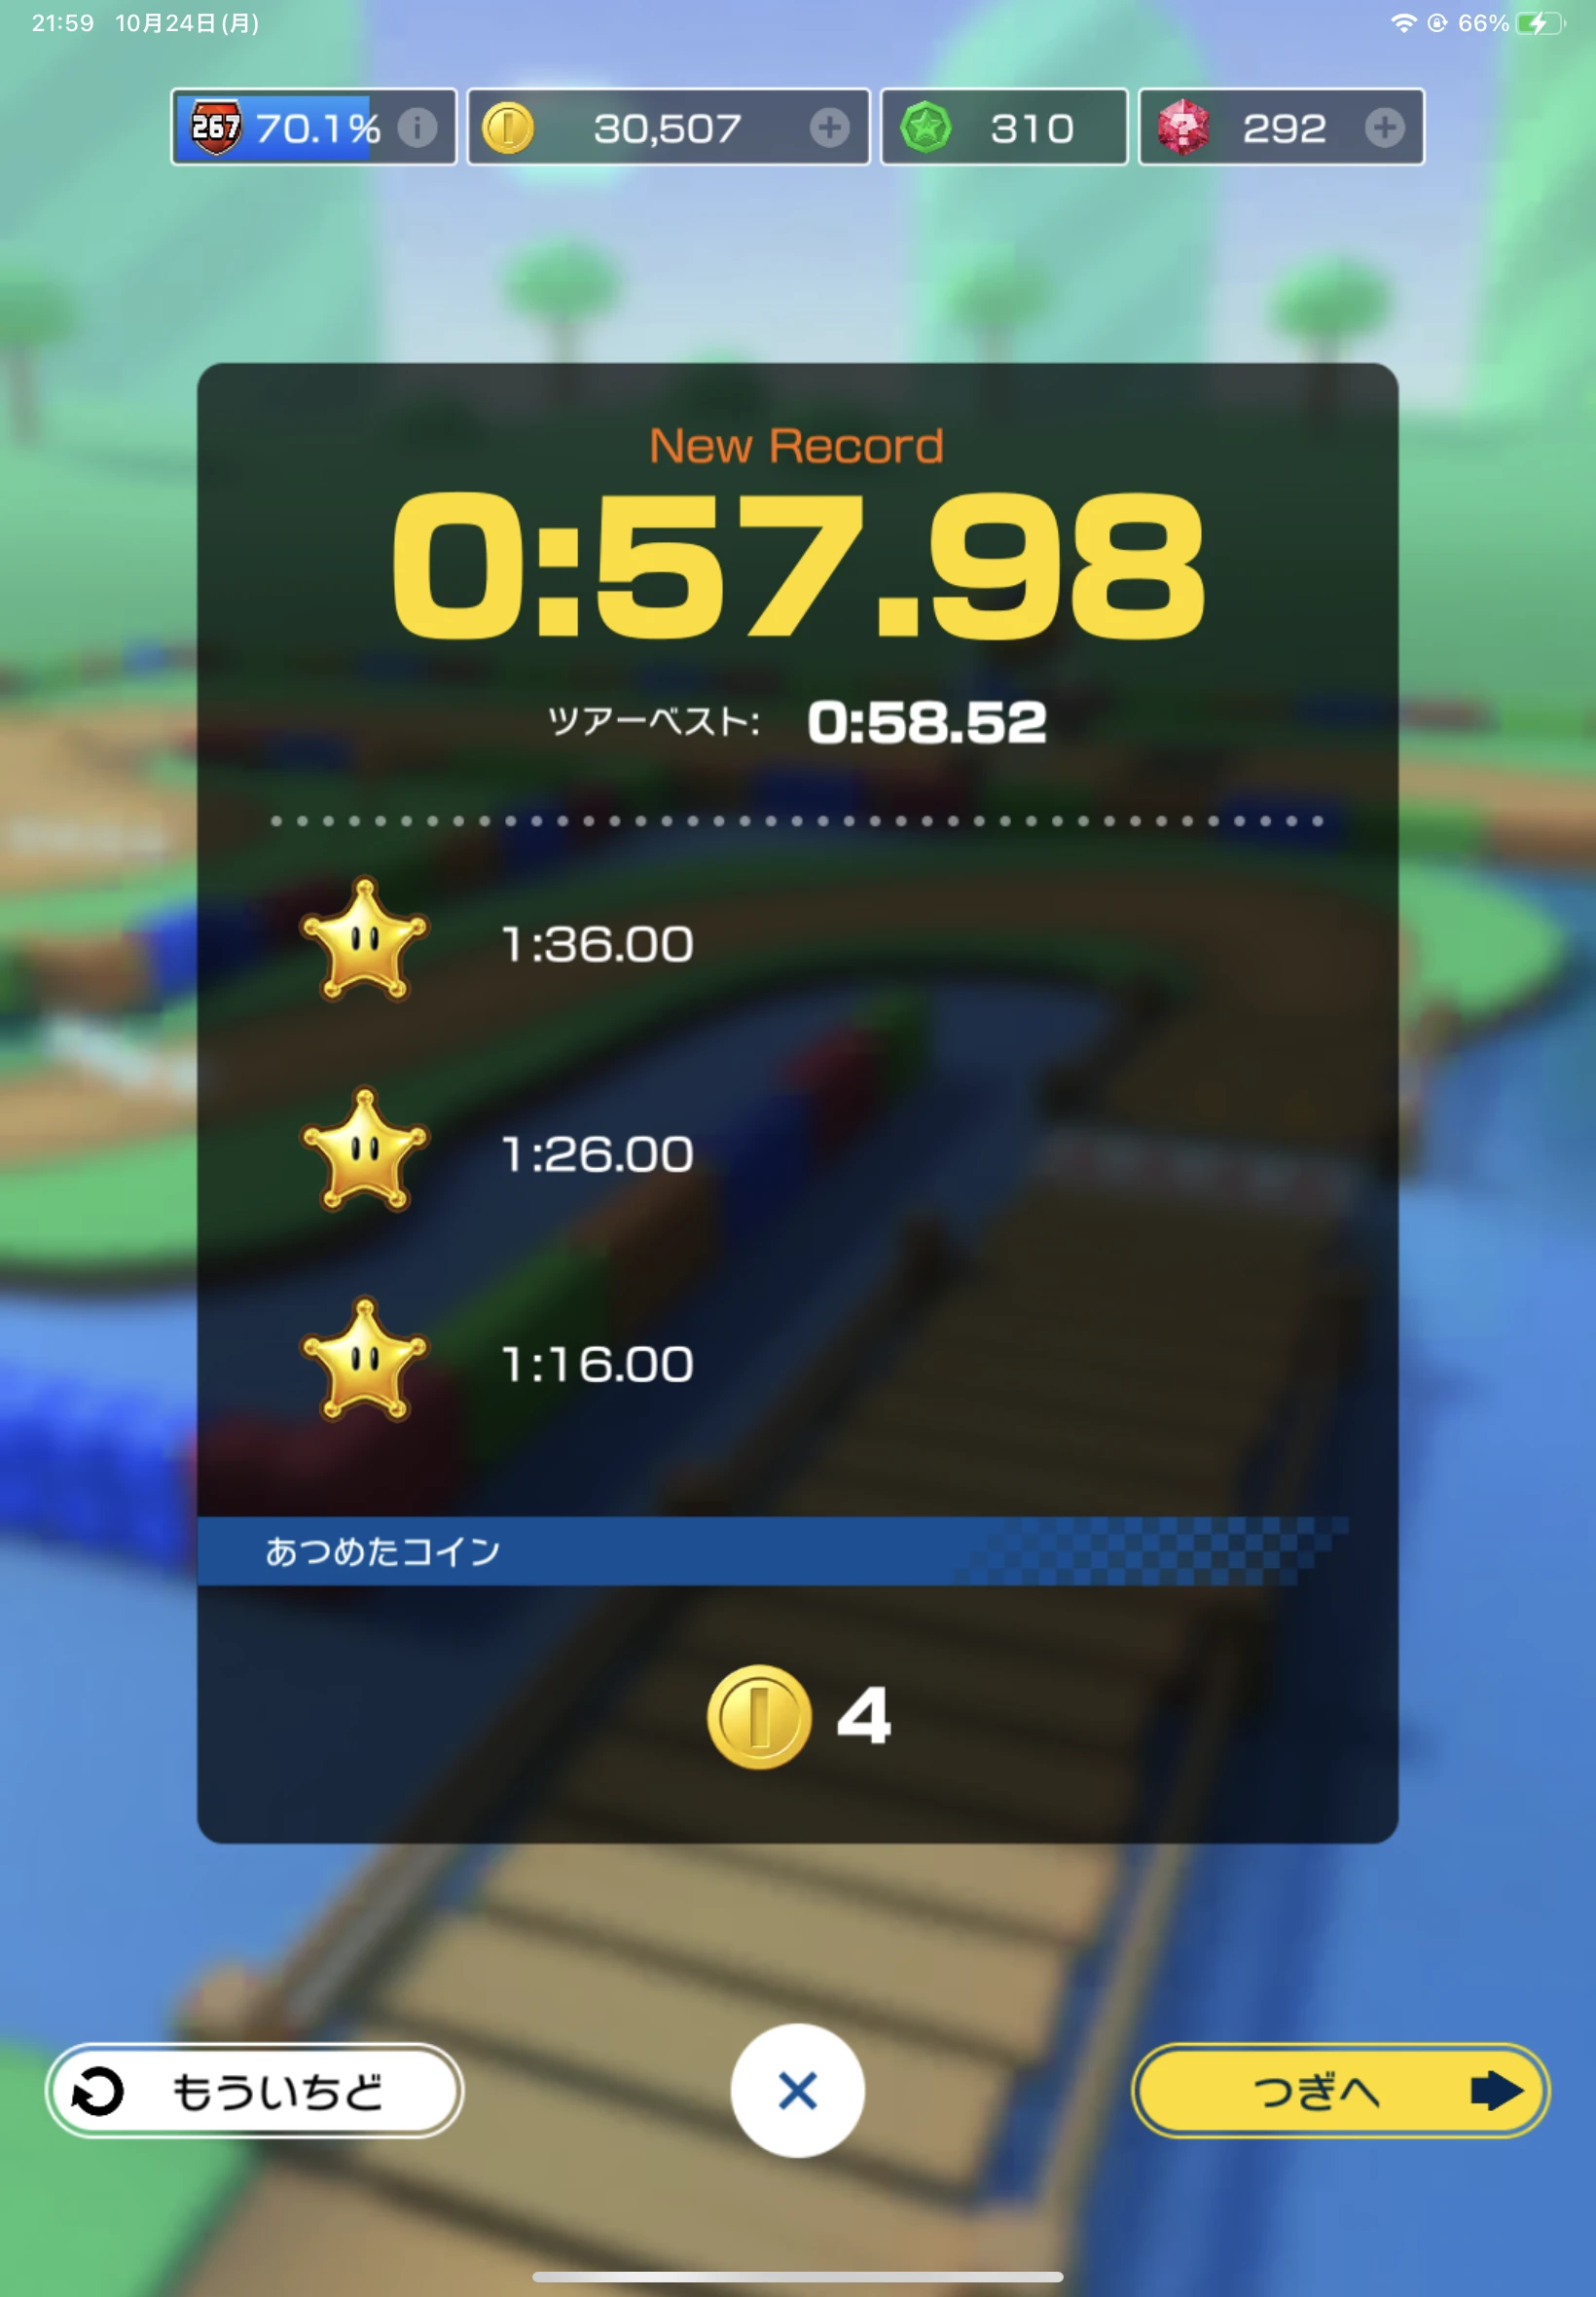 21:59 10月24日(月) 66%
267 70.1% i 30,507 + 310 ? 292 +
New Record
0:57.98
ツアーベスト: 0:58.52
1:36.00
1:26.00
1:16.00
あつめたコイン
4
もういちど × つぎへ